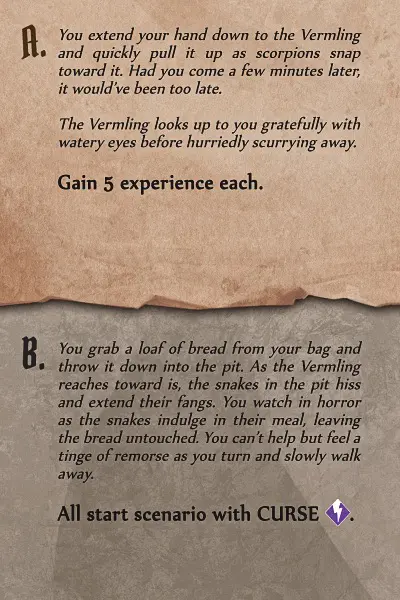 A.
You extend your hand down to the Vermling
and quickly pull it up as scorpions snap
toward it. Had you come a few minutes later,
it would've been too late.
The Vermling looks up to you gratefully with
watery eyes before hurriedly scurrying away.
Gain 5 experience each.
B.
You grab a loaf of bread from your bag and
throw it down into the pit. As the Vermling
reaches toward is, the snakes in the pit hiss
and extend their fangs. You watch in horror
as the snakes indulge in their meal, leaving
the bread untouched. You can't help but feel a
tinge of remorse as you turn and slowly walk
away.
All start scenario with CURSE.